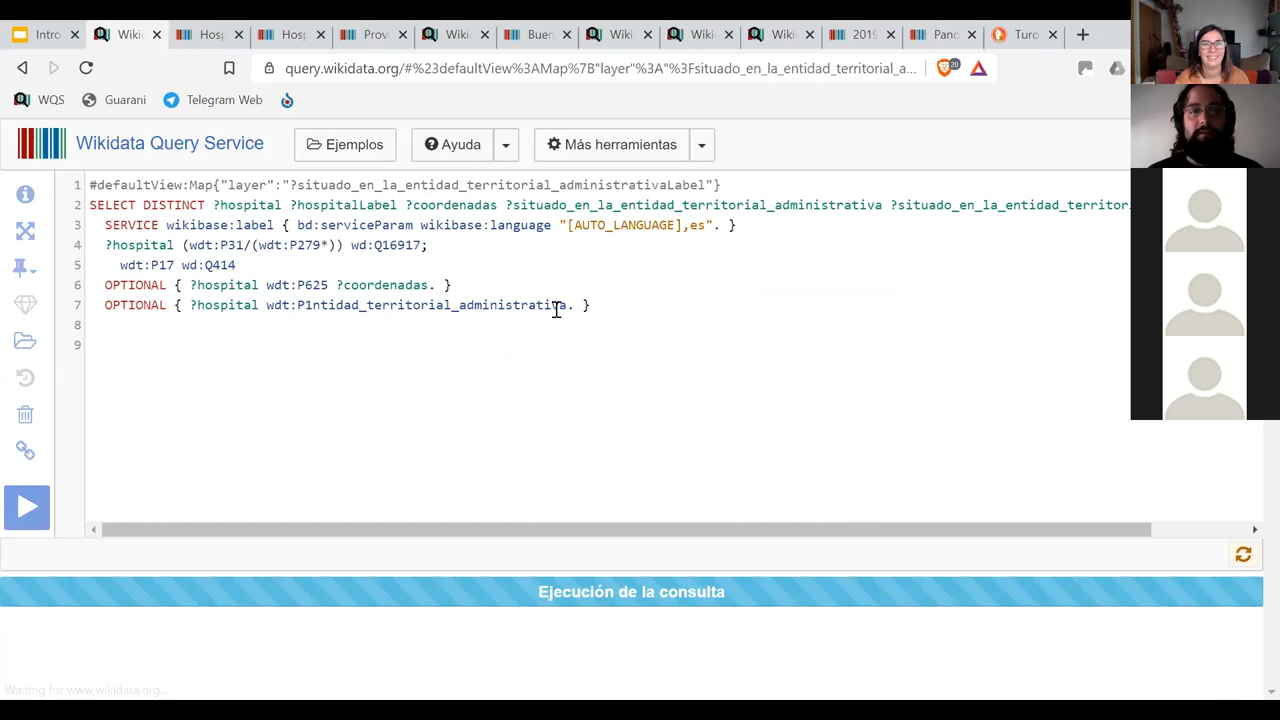 Intro
Wiki
Hosp
Hos
Prov
Wiki
Buen
Wiki
Wiki
Wiki
2019
Pand
Turo
query.wikidata.org/#%23defaultView%3AMap%7B"layer"%3A"%3Fsituado_en_la_entidad_territorial_a...
20
WQS
Guarani
Telegram Web
Wikidata Query Service
Ejemplos
Ayuda
Más herramientas
1 #defaultView:Map{"layer":"?situado_en_la_entidad_territorial_administrativaLabel"}
2 SELECT DISTINCT ?hospital ?hospitalLabel ?coordenadas ?situado_en_la_entidad_territorial_administrativa ?situado_en_la_entidad_territori
3 SERVICE wikibase:label { bd:serviceParam wikibase:language "[AUTO_LANGUAGE],es". }
4 ?hospital (wdt:P31/(wdt:P279*)) wd:Q16917;
5 wdt:P17 wd:Q414
6 OPTIONAL { ?hospital wdt:P625 ?coordenadas. }
7 OPTIONAL { ?hospital wdt:P1ntidad_territorial_administrativa. }
8
9
Ejecución de la consulta
Waiting for www.wikidata.org...